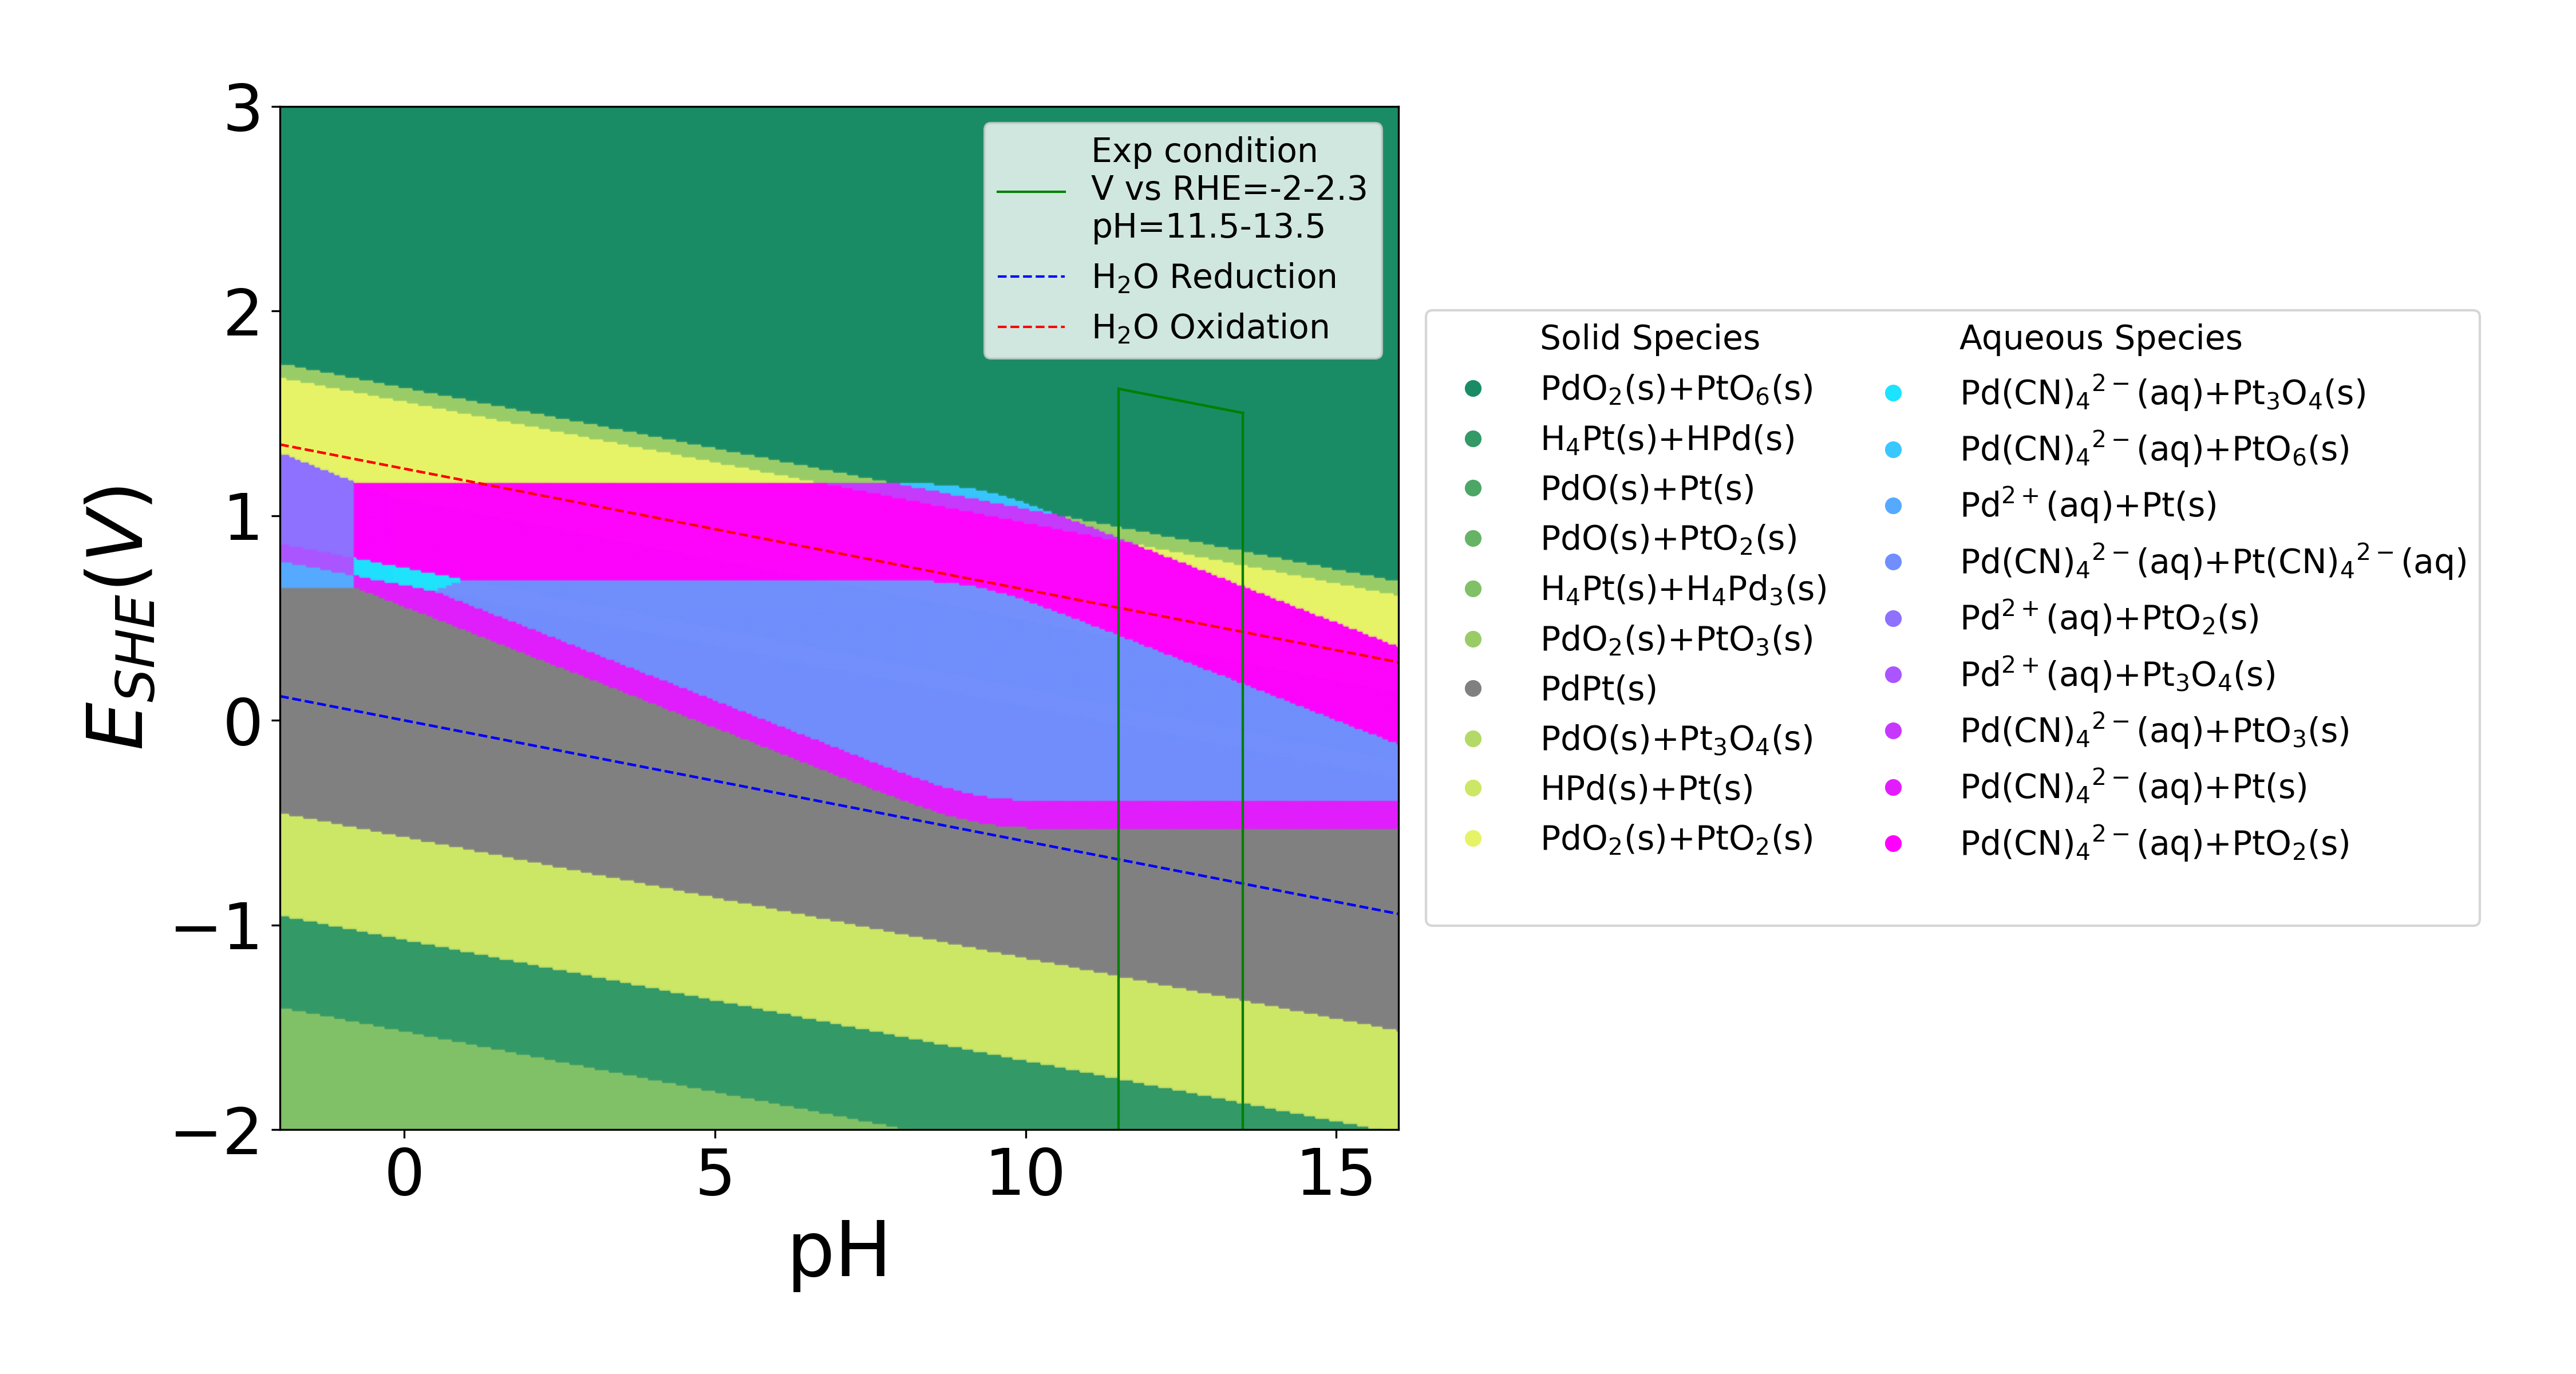 3
2
1
0
−1
−2
E_SHE(V)
0 5 10 15
pH
Exp condition
V vs RHE=-2-2.3
pH=11.5-13.5
H₂O Reduction
H₂O Oxidation
Solid Species
PdO₂(s)+PtO₆(s)
H₄Pt(s)+HPd(s)
PdO(s)+Pt(s)
PdO(s)+PtO₂(s)
H₄Pt(s)+H₄Pd₃(s)
PdO₂(s)+PtO₃(s)
PdPt(s)
PdO(s)+Pt₃O₄(s)
HPd(s)+Pt(s)
PdO₂(s)+PtO₂(s)
Aqueous Species
Pd(CN)₄²⁻(aq)+Pt₃O₄(s)
Pd(CN)₄²⁻(aq)+PtO₆(s)
Pd²⁺(aq)+Pt(s)
Pd(CN)₄²⁻(aq)+Pt(CN)₄²⁻(aq)
Pd²⁺(aq)+PtO₂(s)
Pd²⁺(aq)+Pt₃O₄(s)
Pd(CN)₄²⁻(aq)+PtO₃(s)
Pd(CN)₄²⁻(aq)+Pt(s)
Pd(CN)₄²⁻(aq)+PtO₂(s)